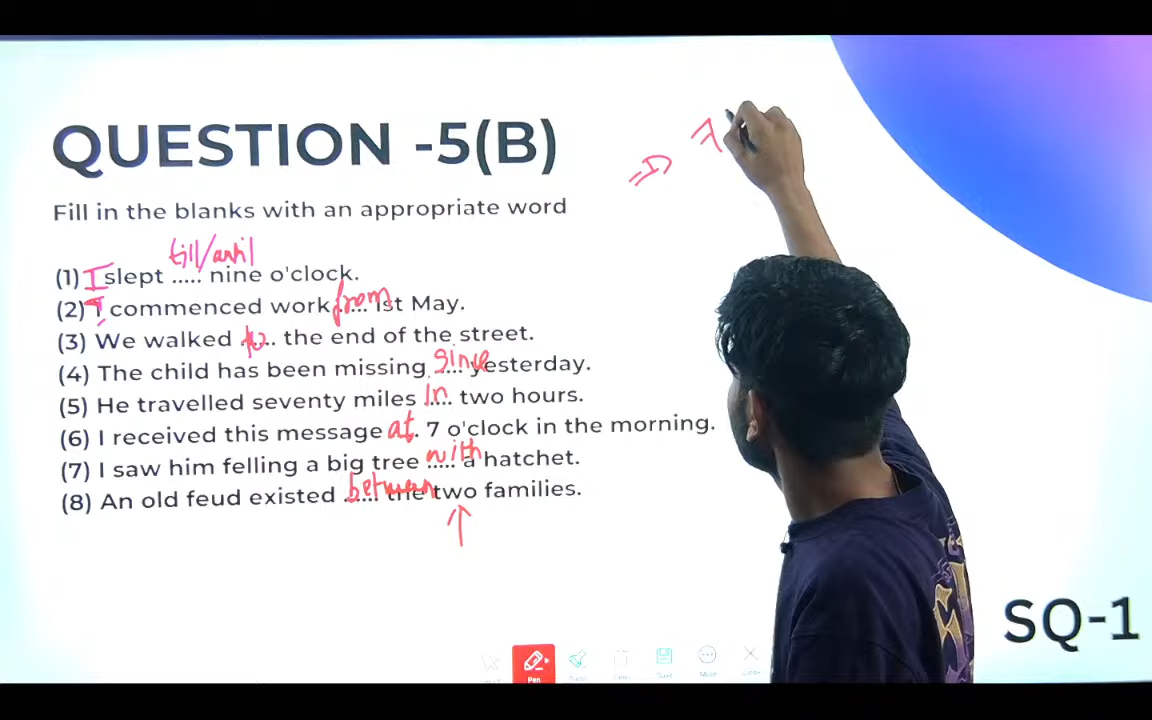 QUESTION -5(B)
Fill in the blanks with an appropriate word
till/until
(1) I slept ..... nine o'clock.
(2) I commenced work from 1st May.
(3) We walked to the end of the street.
(4) The child has been missing since yesterday.
(5) He travelled seventy miles in two hours.
(6) I received this message at 7 o'clock in the morning.
(7) I saw him felling a big tree with a hatchet.
(8) An old feud existed between the two families.
SQ-1
Pen